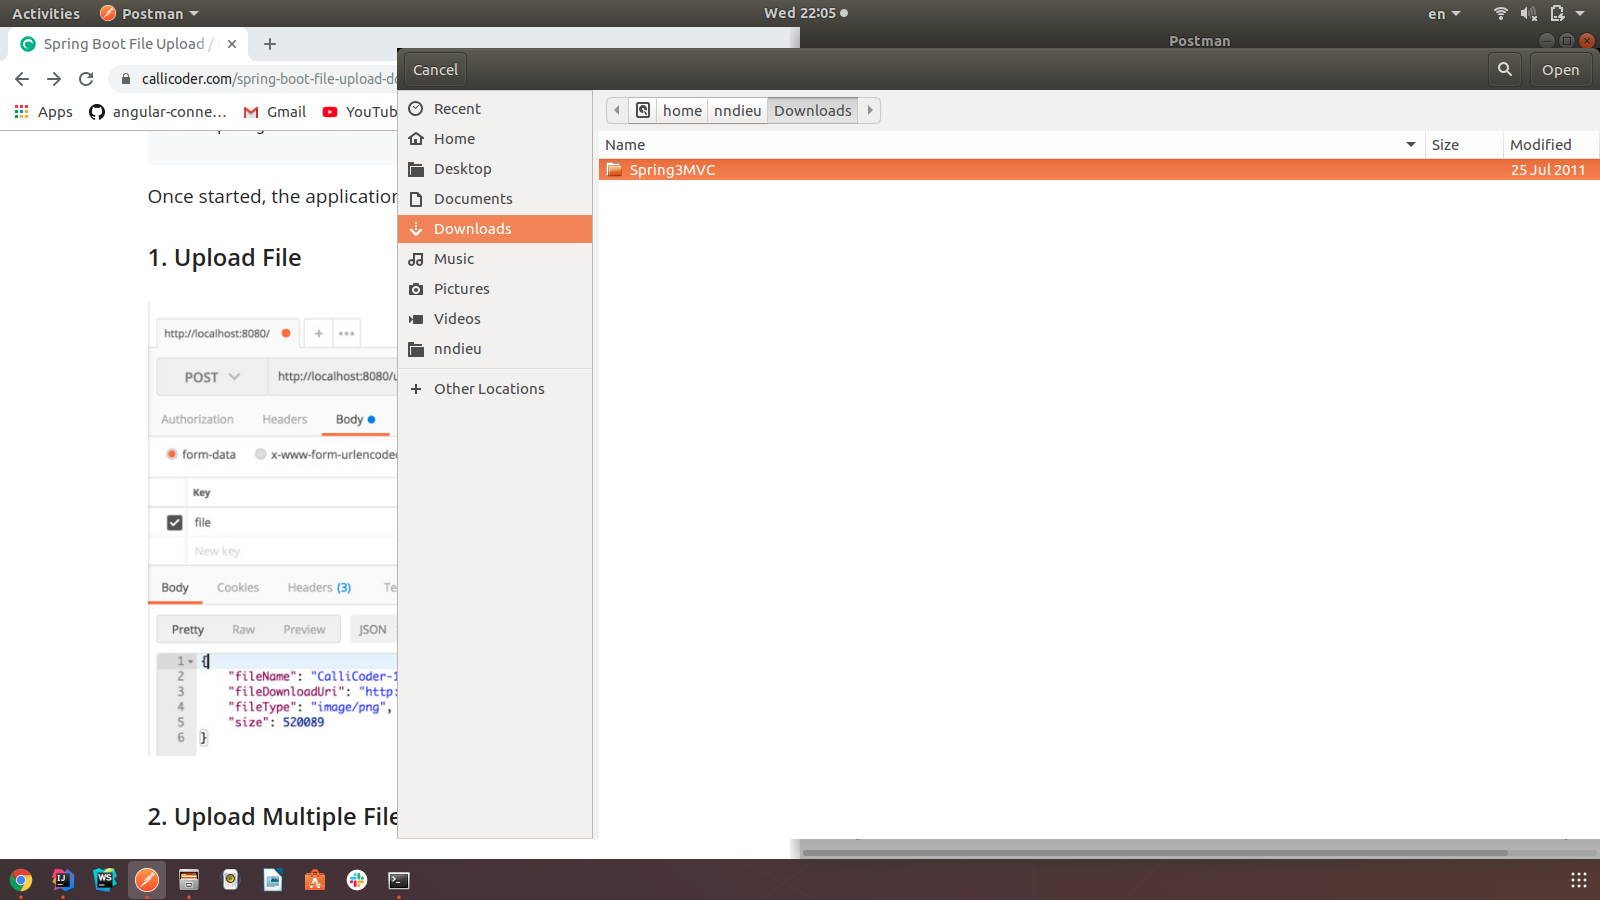 Activities
Postman
Wed 22:05
en
Spring Boot File Upload /
Postman
callicoder.com/spring-boot-file-upload-do
Cancel
Open
Apps
angular-conne...
Gmail
YouTub
Recent
Home
Desktop
Documents
Downloads
Music
Pictures
Videos
nndieu
Other Locations
home
nndieu
Downloads
Name
Size
Modified
Spring3MVC
25 Jul 2011
Once started, the application
1. Upload File
http://localhost:8080/
POST
http://localhost:8080/u
Authorization
Headers
Body
form-data
x-www-form-urlencoded
Key
file
New key
Body
Cookies
Headers (3)
Te
Pretty
Raw
Preview
JSON
1 {
2 "fileName": "CalliCoder-1
3 "fileDownloadUri": "http:
4 "fileType": "image/png",
5 "size": 520089
6 }
2. Upload Multiple File